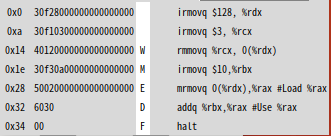 0x0 30f28000000000000000 irmovq $128, %rdx
0xa 30f10300000000000000 irmovq $3, %rcx
0x14 40120000000000000000 W rmmovq %rcx, 0(%rdx)
0x1e 30f30a00000000000000 M irmovq $10,%rbx
0x28 50020000000000000000 E mrmovq 0(%rdx),%rax #Load %rax
0x32 6030 D addq %rbx,%rax #Use %rax
0x34 00 F halt